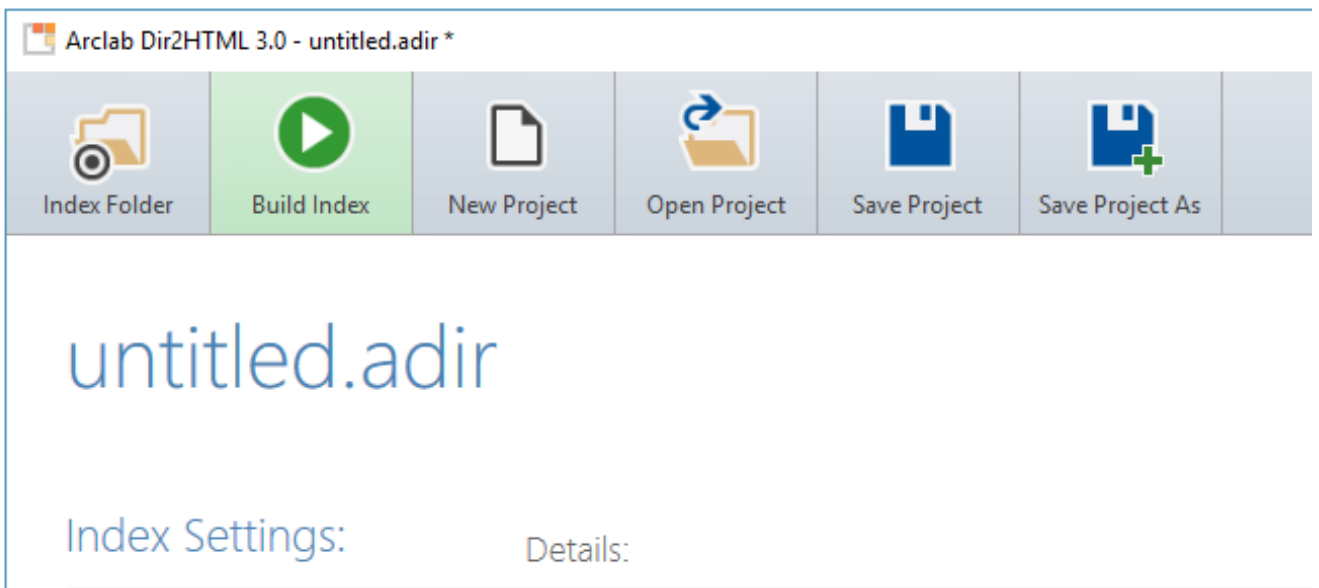 Arclab Dir2HTML 3.0 - untitled.adir *
Index Folder Build Index New Project Open Project Save Project Save Project As
untitled.adir
Index Settings: Details: